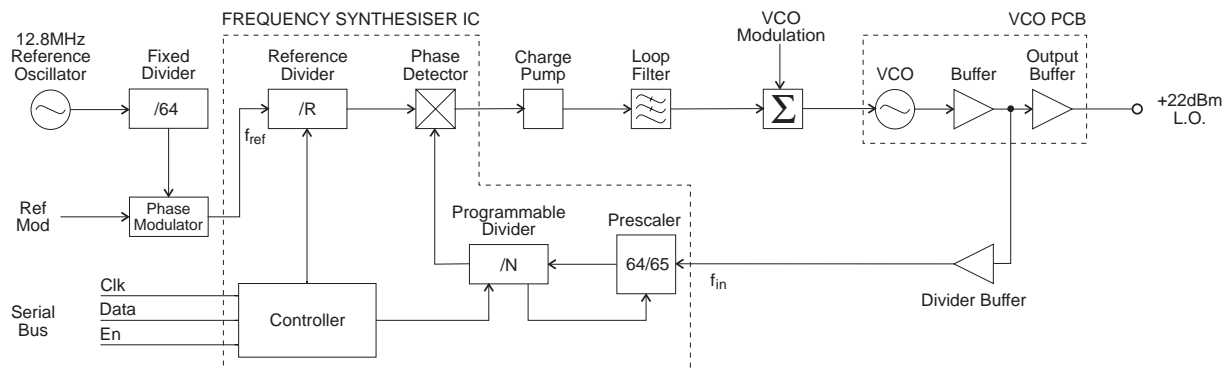 FREQUENCY SYNTHESISER IC
VCO PCB
12.8MHz
Reference
Oscillator
Fixed
Divider
/64
Reference
Divider
/R
Phase
Detector
Charge
Pump
Loop
Filter
VCO
Modulation
Σ
VCO
Buffer
Output
Buffer
+22dBm
L.O.
fref
Ref
Mod
Phase
Modulator
Programmable
Divider
/N
Prescaler
64/65
fin
Divider Buffer
Serial
Bus
Clk
Data
En
Controller